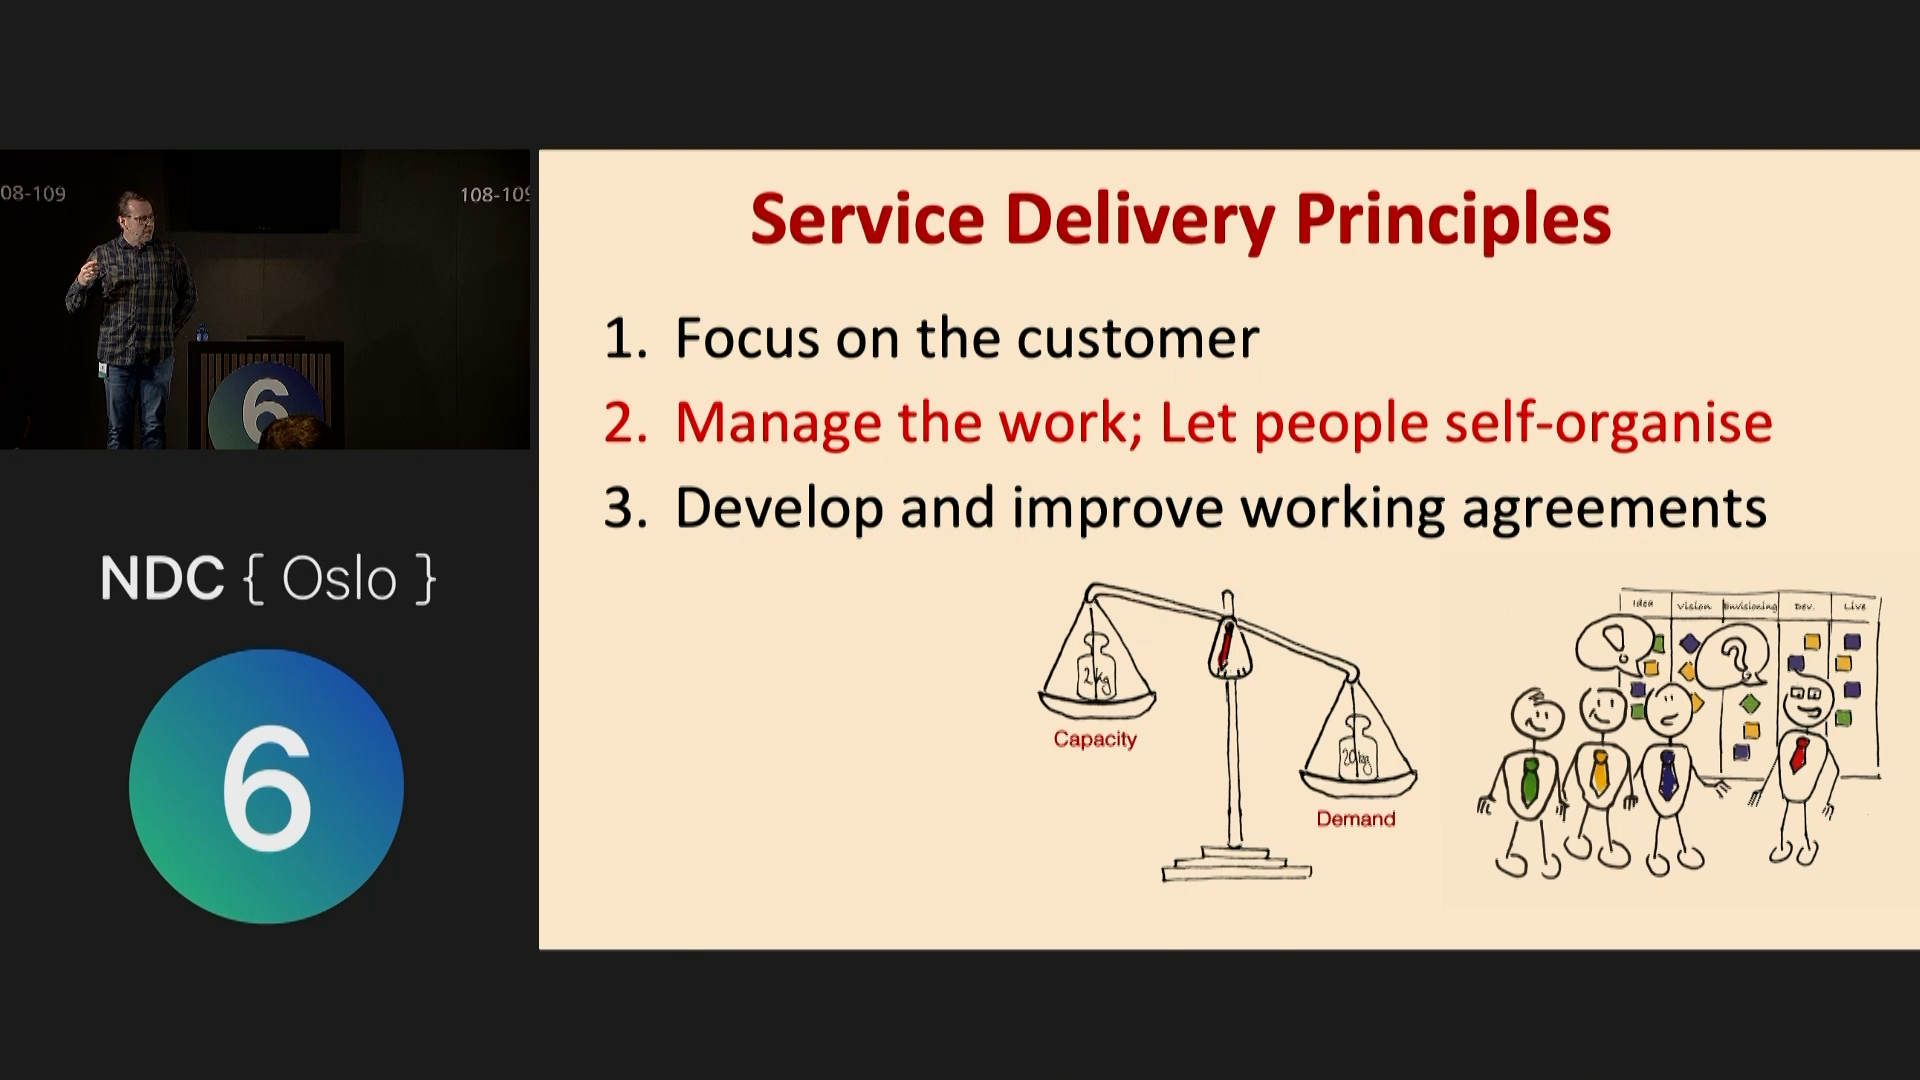 08-109
108-109
6
NDC { Oslo }
6
Service Delivery Principles
1. Focus on the customer
2. Manage the work; Let people self-organise
3. Develop and improve working agreements
2kg
Capacity
20kg
Demand
Idea
Vision
Envisioning
Dev.
Live
!
?